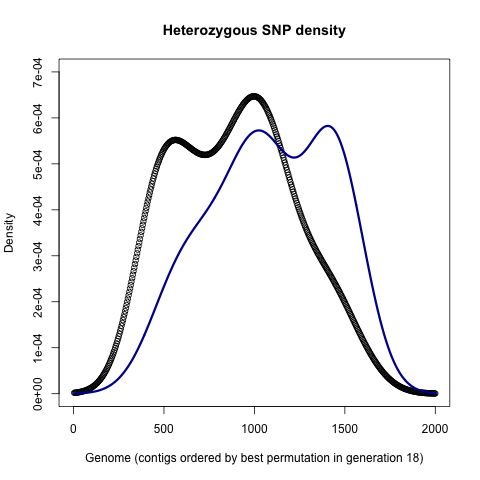 Heterozygous SNP density
Density
7e-04
6e-04
5e-04
4e-04
3e-04
2e-04
1e-04
0e+00
0 500 1000 1500 2000
Genome (contigs ordered by best permutation in generation 18)